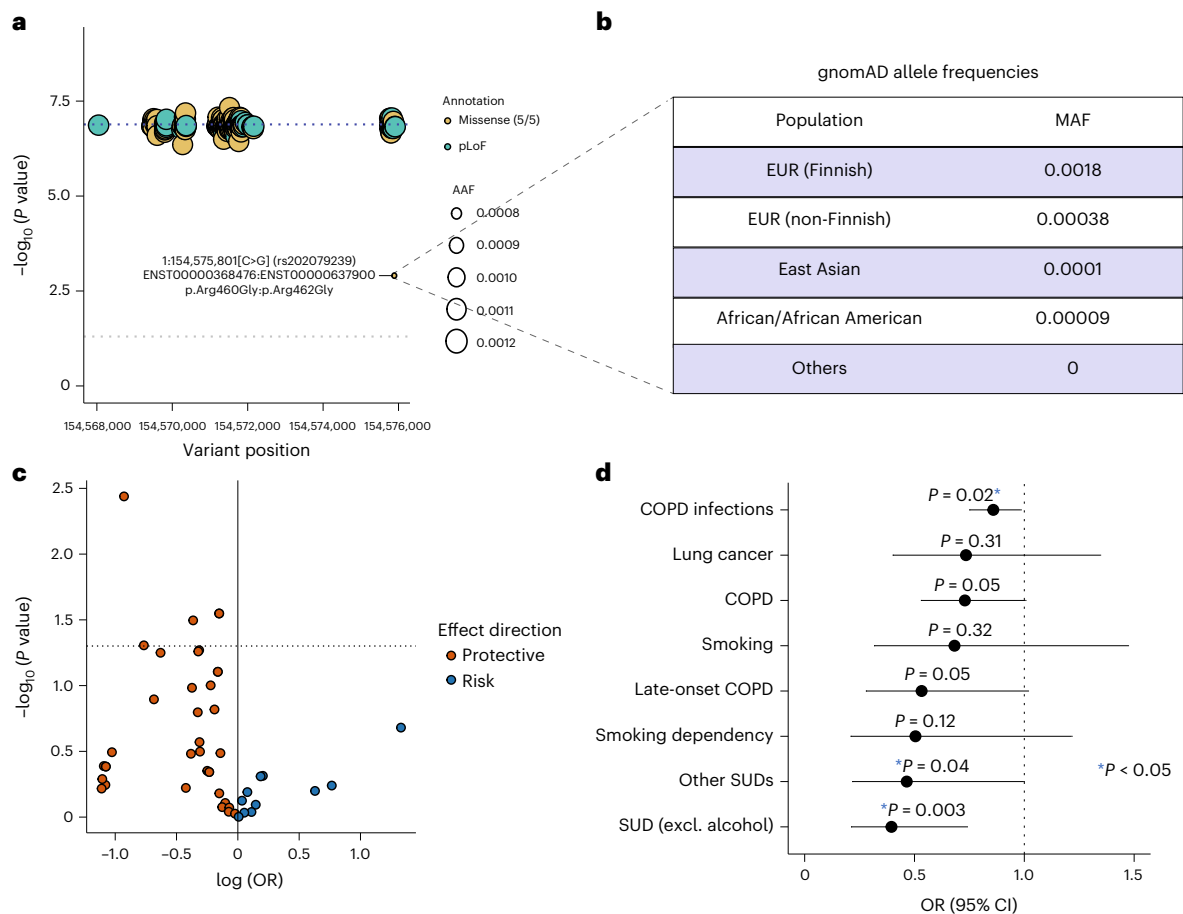 a
−log10 (P value)
7.5
5.0
2.5
0
154,568,000 154,570,000 154,572,000 154,574,000 154,576,000
Variant position
1:154,575,801[C>G] (rs202079239)
ENST00000368476:ENST00000637900
p.Arg460Gly:p.Arg462Gly
Annotation
Missense (5/5)
pLoF
AAF
0.0008
0.0009
0.0010
0.0011
0.0012
b
gnomAD allele frequencies
Population MAF
EUR (Finnish) 0.0018
EUR (non-Finnish) 0.00038
East Asian 0.0001
African/African American 0.00009
Others 0
c
−log10 (P value)
2.5
2.0
1.5
1.0
0.5
0
−1.0 −0.5 0 0.5 1.0
log (OR)
Effect direction
Protective
Risk
d
COPD infections P = 0.02*
Lung cancer P = 0.31
COPD P = 0.05
Smoking P = 0.32
Late-onset COPD P = 0.05
Smoking dependency P = 0.12
Other SUDs *P = 0.04
SUD (excl. alcohol) *P = 0.003
*P < 0.05
0 0.5 1.0 1.5
OR (95% CI)